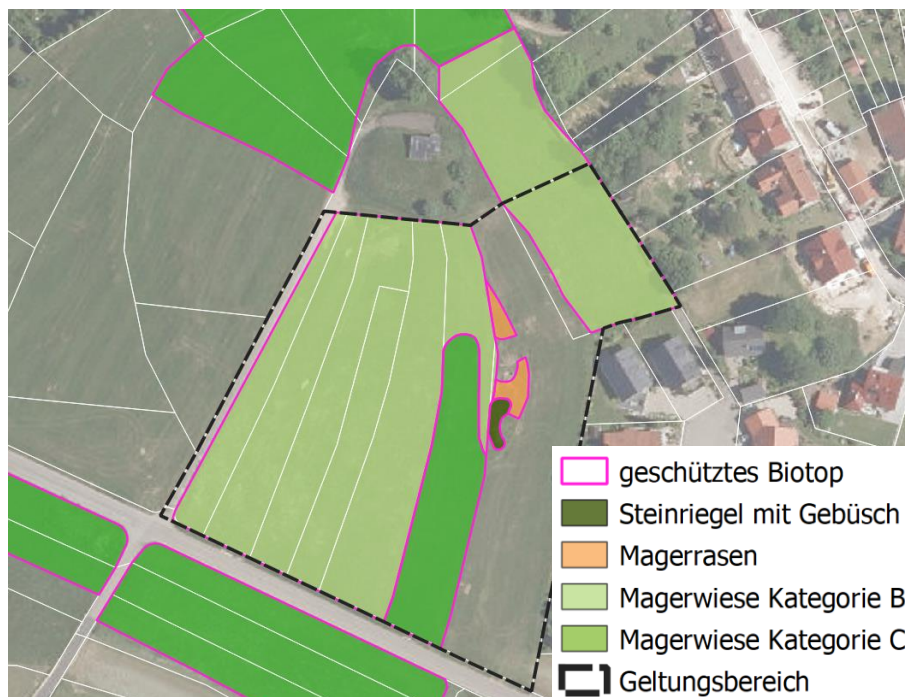 geschütztes Biotop
Steinriegel mit Gebüsch
Magerrasen
Magerwiese Kategorie B
Magerwiese Kategorie C
Geltungsbereich